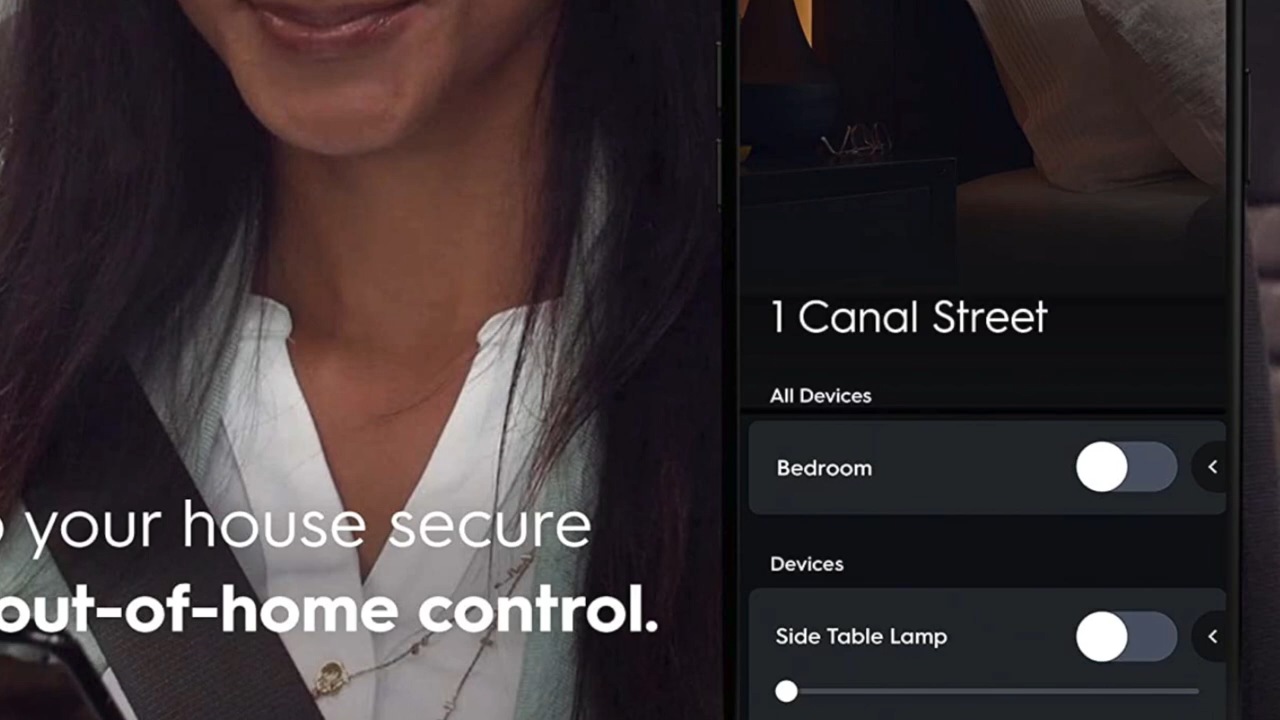 your house secure
out-of-home control.
1 Canal Street
All Devices
Bedroom
Devices
Side Table Lamp